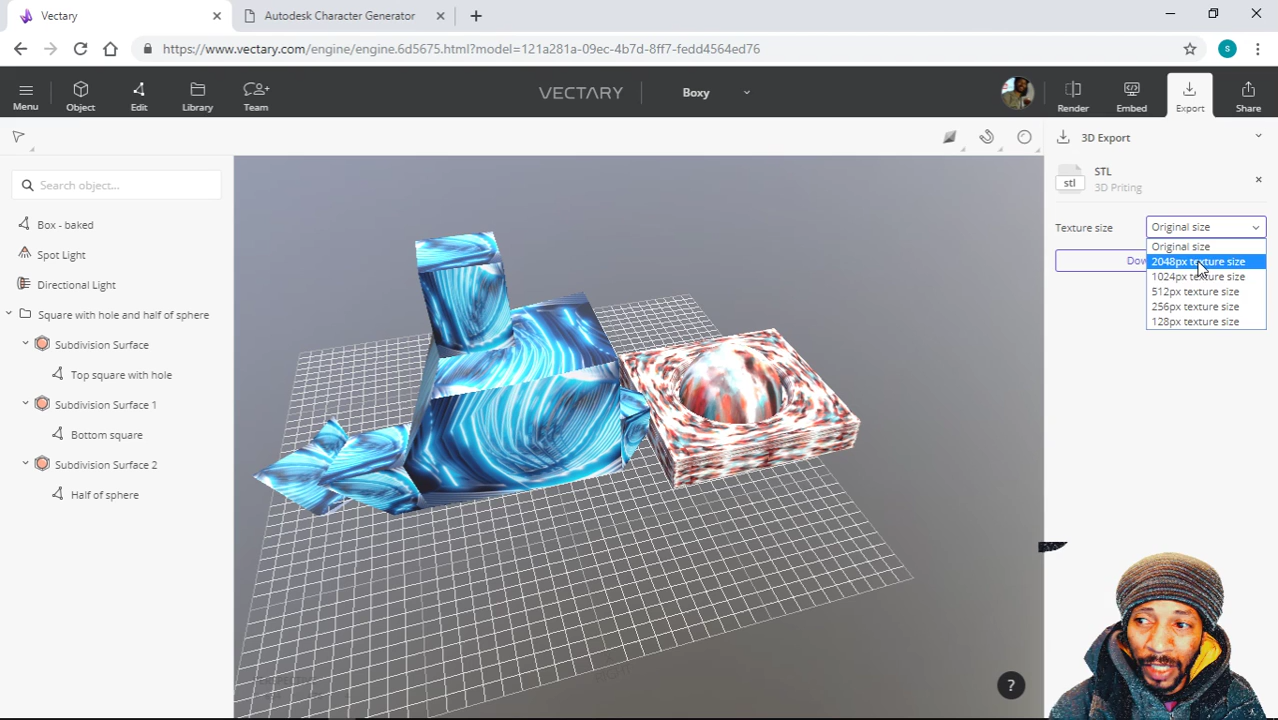 Vectary
Autodesk Character Generator
https://www.vectary.com/engine/engine.6d5675.html?model=121a281a-09ec-4b7d-8ff7-fedd4564ed76
S
Menu
Object
Edit
Library
Team
VECTARY
Boxy
Render
Embed
Export
Share
3D Export
Search object...
stl
STL
3D Priting
Box - baked
Texture size
Original size
Spot Light
Original size
2048px texture size
Dow
1024px texture size
Directional Light
512px texture size
256px texture size
Square with hole and half of sphere
128px texture size
Subdivision Surface
Top square with hole
Subdivision Surface 1
Bottom square
Subdivision Surface 2
Half of sphere
?